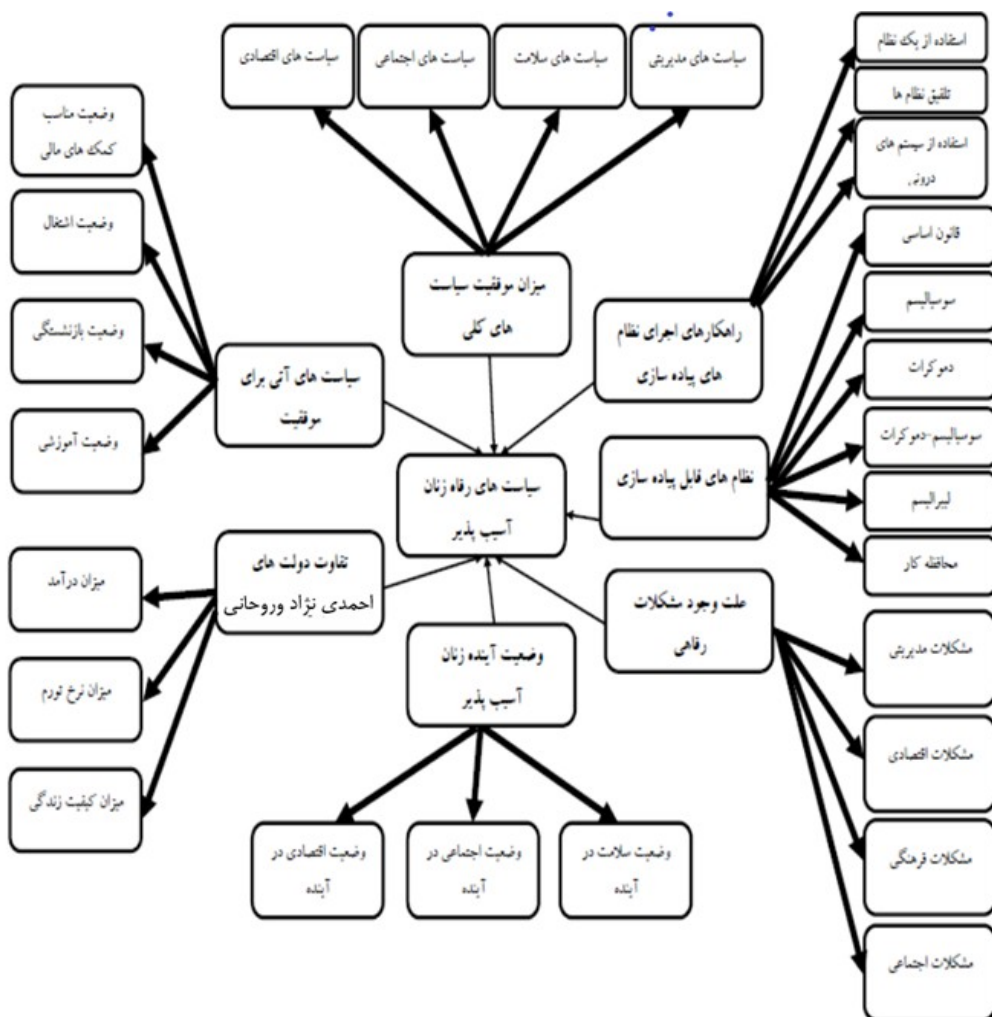 سیاست های مدیریتی
سیاست های سلامت
سیاست های اجتماعی
سیاست های اقتصادی
استفاده از یک نظام
تلفیق نظام ها
استفاده از سیستم های
درونی
قانون اساسی
سوسیالیسم
دموکرات
سوسیالیسم-دموکرات
لیبرالیسم
محافظه کار
مشکلات مدیریتی
مشکلات اقتصادی
مشکلات فرهنگی
مشکلات اجتماعی
راهکارهای اجرای نظام
های پیاده سازی
نظام های قابل پیاده سازی
علت وجود مشکلات
رفاهی
میزان موفقیت سیاست
های کلی
سیاست های رفاه زنان
آسیب پذیر
وضعیت آینده زنان
آسیب پذیر
وضعیت سلامت در
آینده
وضعیت اجتماعی در
آینده
وضعیت اقتصادی در
آینده
سیاست های آتی برای
موفقیت
تفاوت دولت های
احمدی نژاد وروحانی
وضعیت مناسب
کمک های مالی
وضعیت اشتغال
وضعیت بازنشستگی
وضعیت آموزشی
میزان درآمد
میزان نرخ تورم
میزان کیفیت زندگی